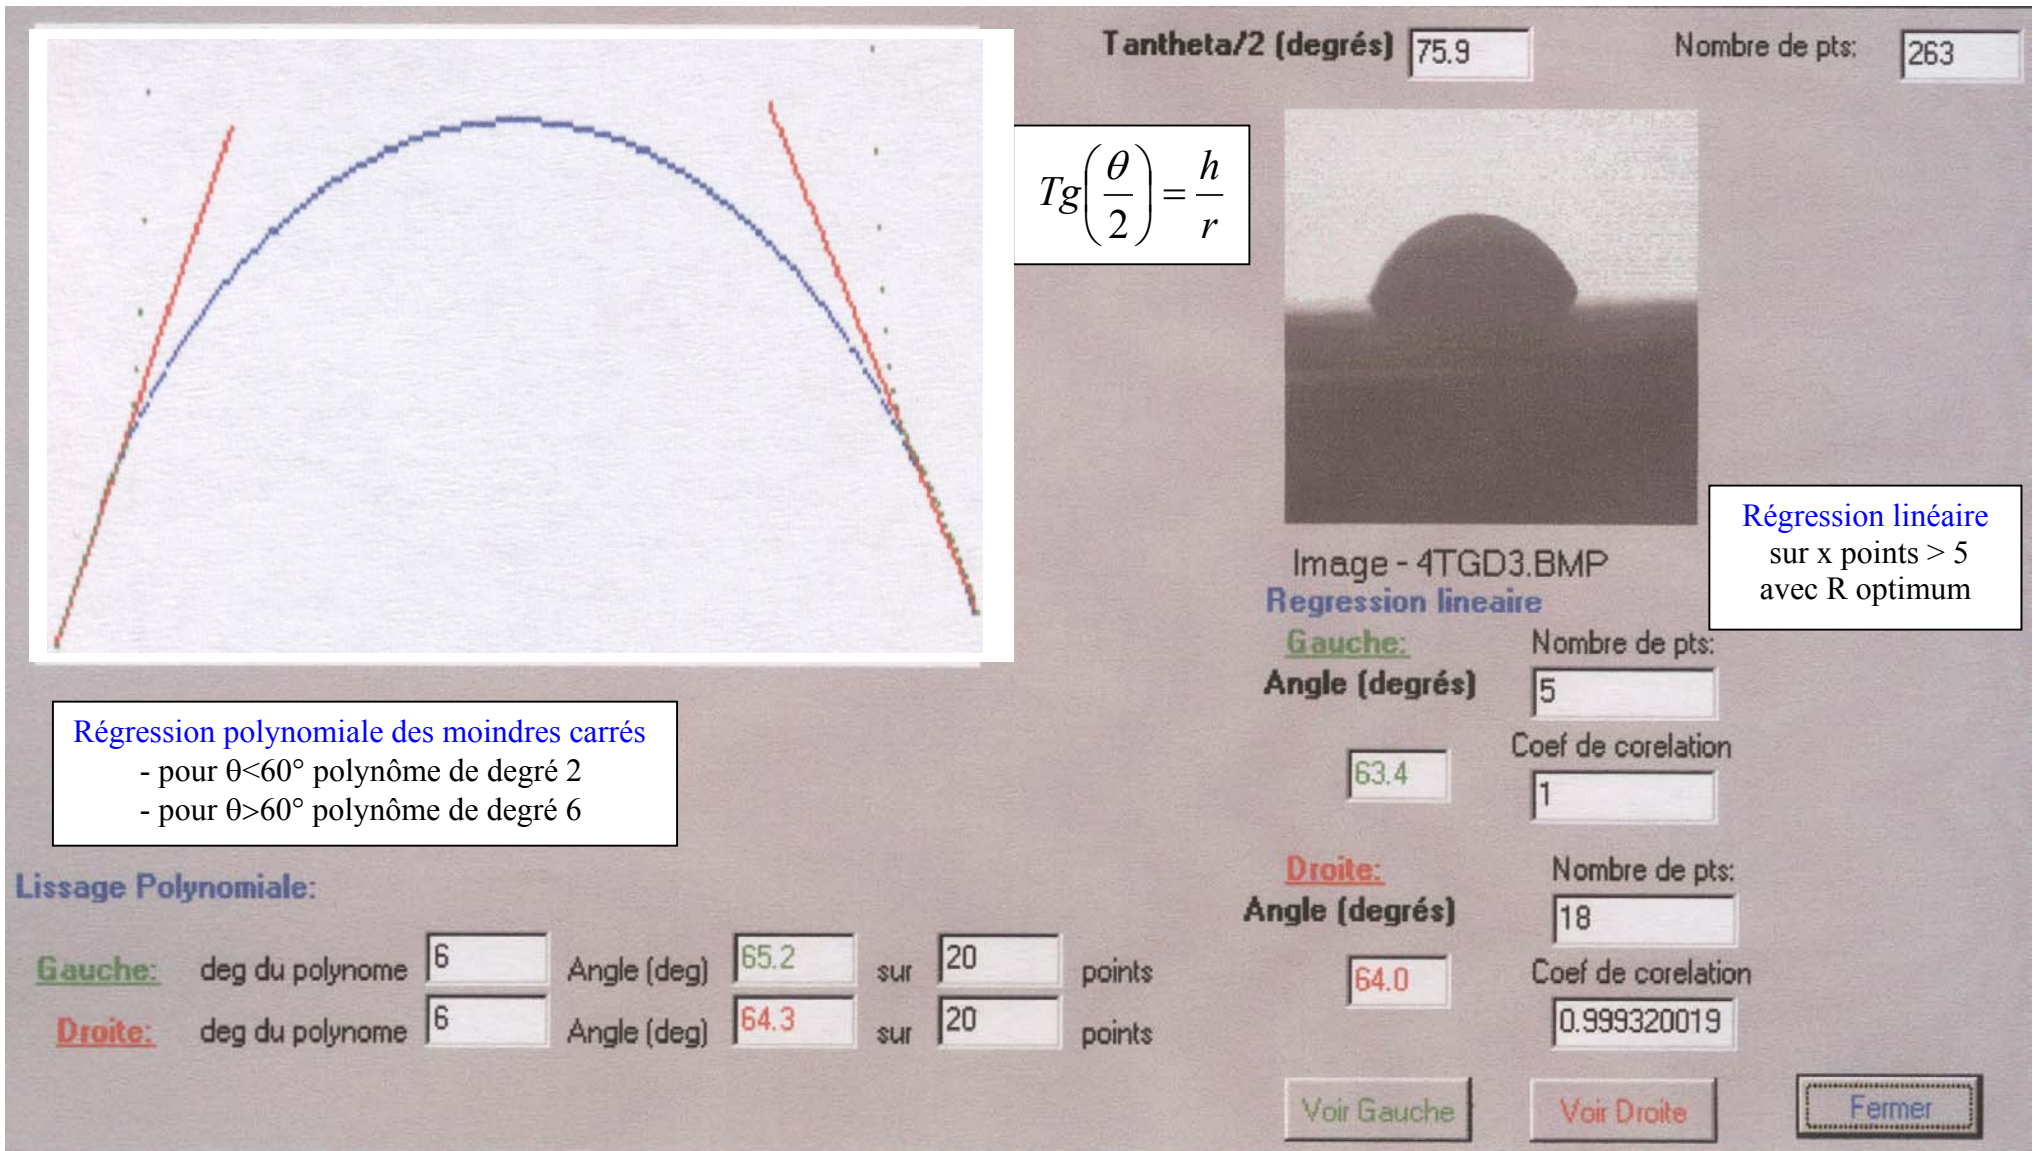 Tantheta/2 (degrés) 75.9 Nombre de pts: 263
Tg(θ/2) = h/r
Image - 4TGD3.BMP
Régression linéaire
sur x points > 5
avec R optimum
Regression lineaire
Gauche: Nombre de pts:
Angle (degrés) 5
Coef de corelation
63.4 1
Régression polynomiale des moindres carrés
- pour θ<60° polynôme de degré 2
- pour θ>60° polynôme de degré 6
Droite: Nombre de pts:
Angle (degrés) 18
Coef de corelation
64.0 0.999320019
Lissage Polynomiale:
Gauche: deg du polynome 6 Angle (deg) 65.2 sur 20 points
Droite: deg du polynome 6 Angle (deg) 64.3 sur 20 points
Voir Gauche Voir Droite Fermer